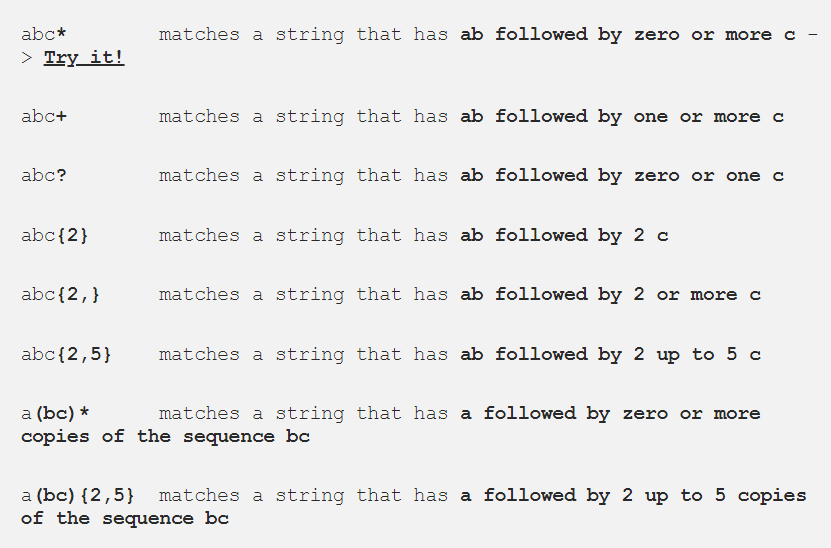 abc*        matches a string that has ab followed by zero or more c -
> Try it!
abc+        matches a string that has ab followed by one or more c
abc?        matches a string that has ab followed by zero or one c
abc{2}      matches a string that has ab followed by 2 c
abc{2,}     matches a string that has ab followed by 2 or more c
abc{2,5}    matches a string that has ab followed by 2 up to 5 c
a(bc)*      matches a string that has a followed by zero or more
copies of the sequence bc
a(bc){2,5}  matches a string that has a followed by 2 up to 5 copies
of the sequence bc